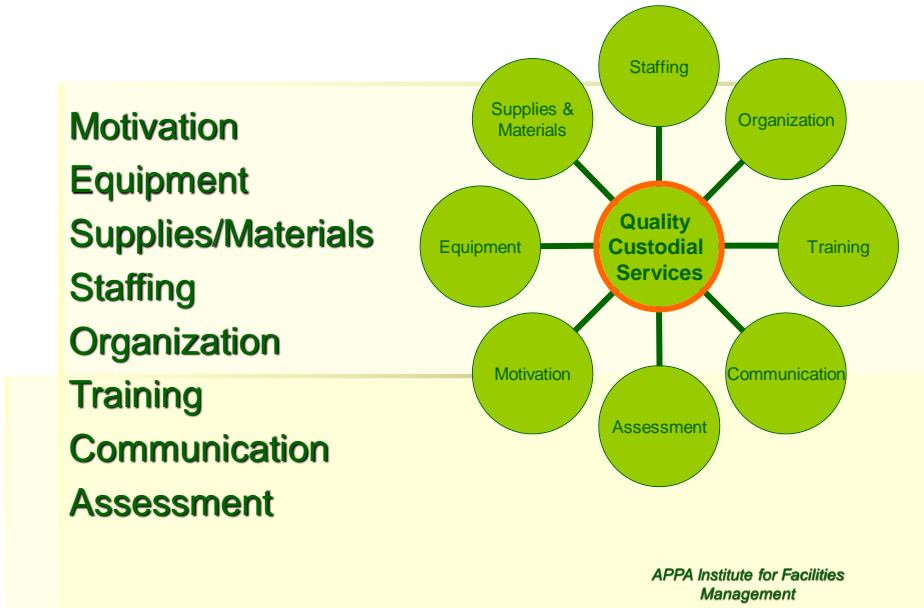 Motivation
Equipment
Supplies/Materials
Staffing
Organization
Training
Communication
Assessment
Staffing
Organization
Training
Communication
Assessment
Motivation
Equipment
Supplies &
Materials
Quality
Custodial
Services
APPA Institute for Facilities
Management